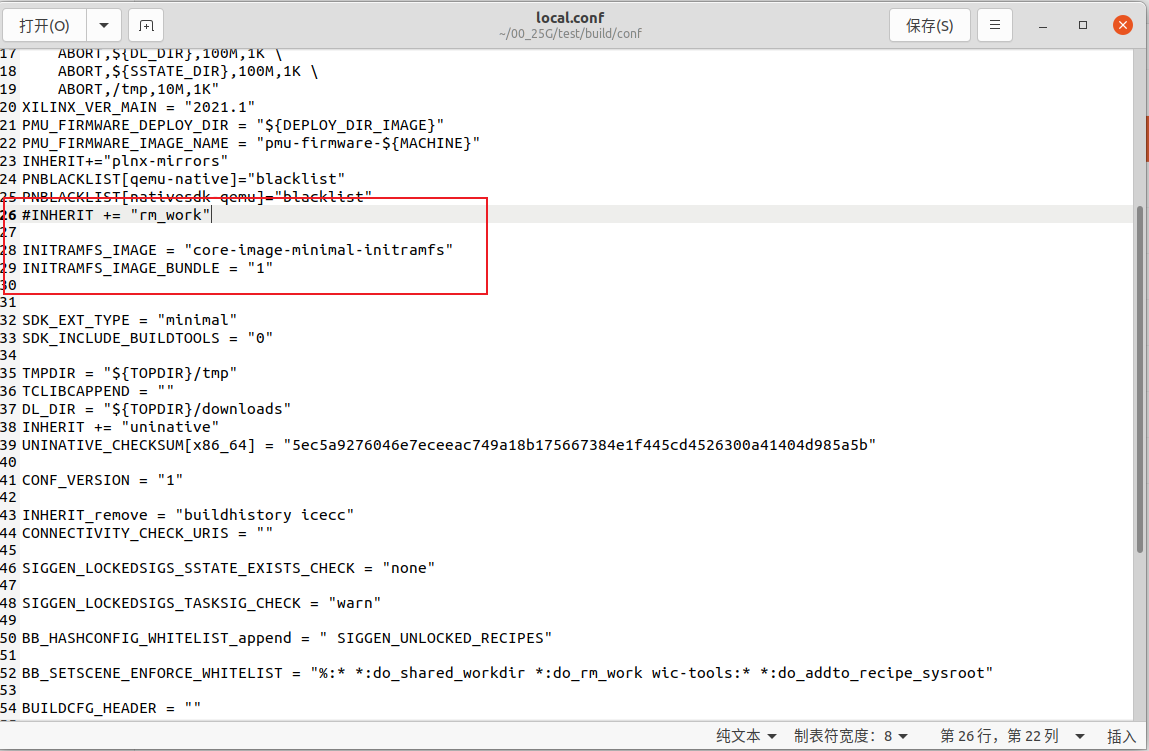 打开(O)
local.conf
~/00_25G/test/build/conf
保存(S)
17     ABORT,${DL_DIR},100M,1K \
18     ABORT,${SSTATE_DIR},100M,1K \
19     ABORT,/tmp,10M,1K"
20 XILINX_VER_MAIN = "2021.1"
21 PMU_FIRMWARE_DEPLOY_DIR = "${DEPLOY_DIR_IMAGE}"
22 PMU_FIRMWARE_IMAGE_NAME = "pmu-firmware-${MACHINE}"
23 INHERIT+="plnx-mirrors"
24 PNBLACKLIST[qemu-native]="blacklist"
25 PNBLACKLIST[nativesdk-qemu]="blacklist"
26 #INHERIT += "rm_work"
27
28 INITRAMFS_IMAGE = "core-image-minimal-initramfs"
29 INITRAMFS_IMAGE_BUNDLE = "1"
30
31
32 SDK_EXT_TYPE = "minimal"
33 SDK_INCLUDE_BUILDTOOLS = "0"
34
35 TMPDIR = "${TOPDIR}/tmp"
36 TCLIBCAPPEND = ""
37 DL_DIR = "${TOPDIR}/downloads"
38 INHERIT += "uninative"
39 UNINATIVE_CHECKSUM[x86_64] = "5ec5a9276046e7eceeac749a18b175667384e1f445cd4526300a41404d985a5b"
40
41 CONF_VERSION = "1"
42
43 INHERIT_remove = "buildhistory icecc"
44 CONNECTIVITY_CHECK_URIS = ""
45
46 SIGGEN_LOCKEDSIGS_SSTATE_EXISTS_CHECK = "none"
47
48 SIGGEN_LOCKEDSIGS_TASKSIG_CHECK = "warn"
49
50 BB_HASHCONFIG_WHITELIST_append = " SIGGEN_UNLOCKED_RECIPES"
51
52 BB_SETSCENE_ENFORCE_WHITELIST = "%:* *:do_shared_workdir *:do_rm_work wic-tools:* *:do_addto_recipe_sysroot"
53
54 BUILDCFG_HEADER = ""
纯文本 制表符宽度：8 第 26 行，第 22 列 插入